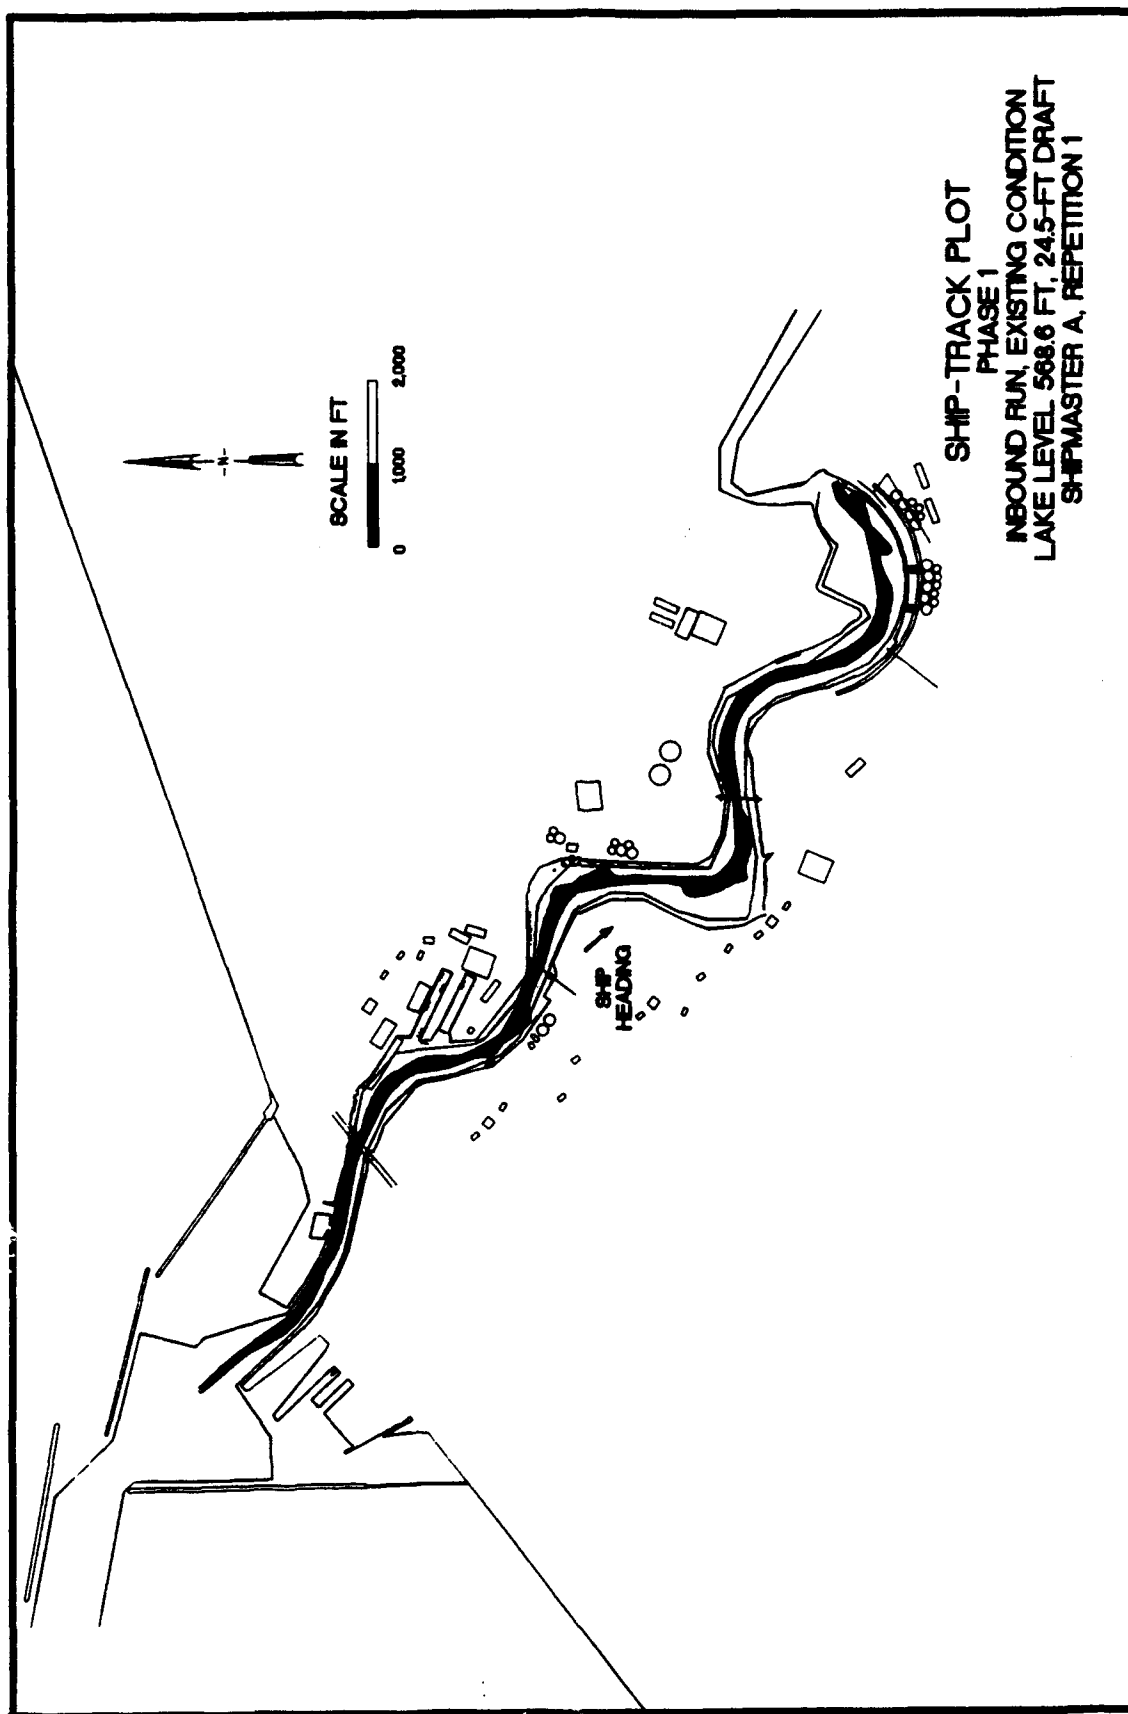 -N-
SCALE IN FT
0 1,000 2,000
SHIP
HEADING
SHIP-TRACK PLOT
PHASE 1
INBOUND RUN, EXISTING CONDITION
LAKE LEVEL 568.6 FT, 24.5-FT DRAFT
SHIPMASTER A, REPETITION 1